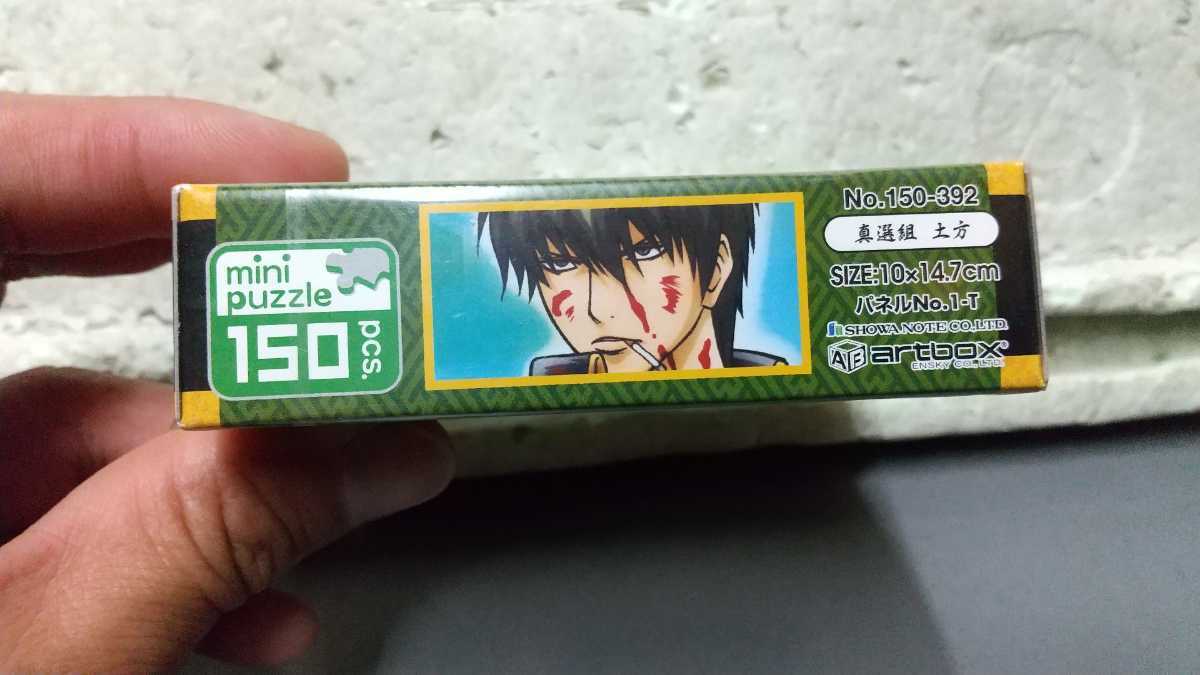 mini
puzzle
150
pcs.
No.150-392
真選組 土方
SIZE:10×14.7cm
パネルNo.1-T
SHOWA NOTE CO.,LTD.
artbox
ENSKY CO.,LTD.